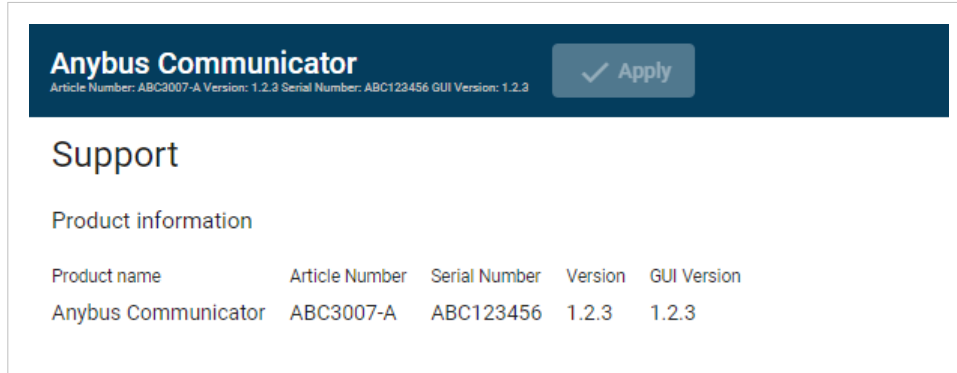 Anybus Communicator
Article Number: ABC3007-A Version: 1.2.3 Serial Number: ABC123456 GUI Version: 1.2.3
Apply
Support
Product information
Product name Article Number Serial Number Version GUI Version
Anybus Communicator ABC3007-A ABC123456 1.2.3 1.2.3